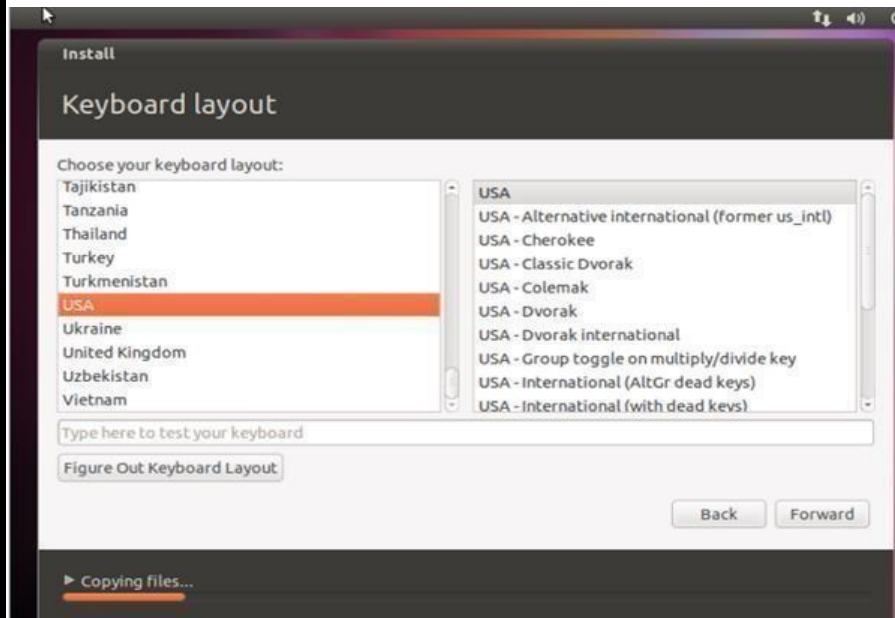 Install
Keyboard layout
Choose your keyboard layout:
Tajikistan
Tanzania
Thailand
Turkey
Turkmenistan
USA
Ukraine
United Kingdom
Uzbekistan
Vietnam
USA
USA - Alternative international (former us_intl)
USA - Cherokee
USA - Classic Dvorak
USA - Colemak
USA - Dvorak
USA - Dvorak international
USA - Group toggle on multiply/divide key
USA - International (AltGr dead keys)
USA - International (with dead keys)
Type here to test your keyboard
Figure Out Keyboard Layout
Back
Forward
Copying files...